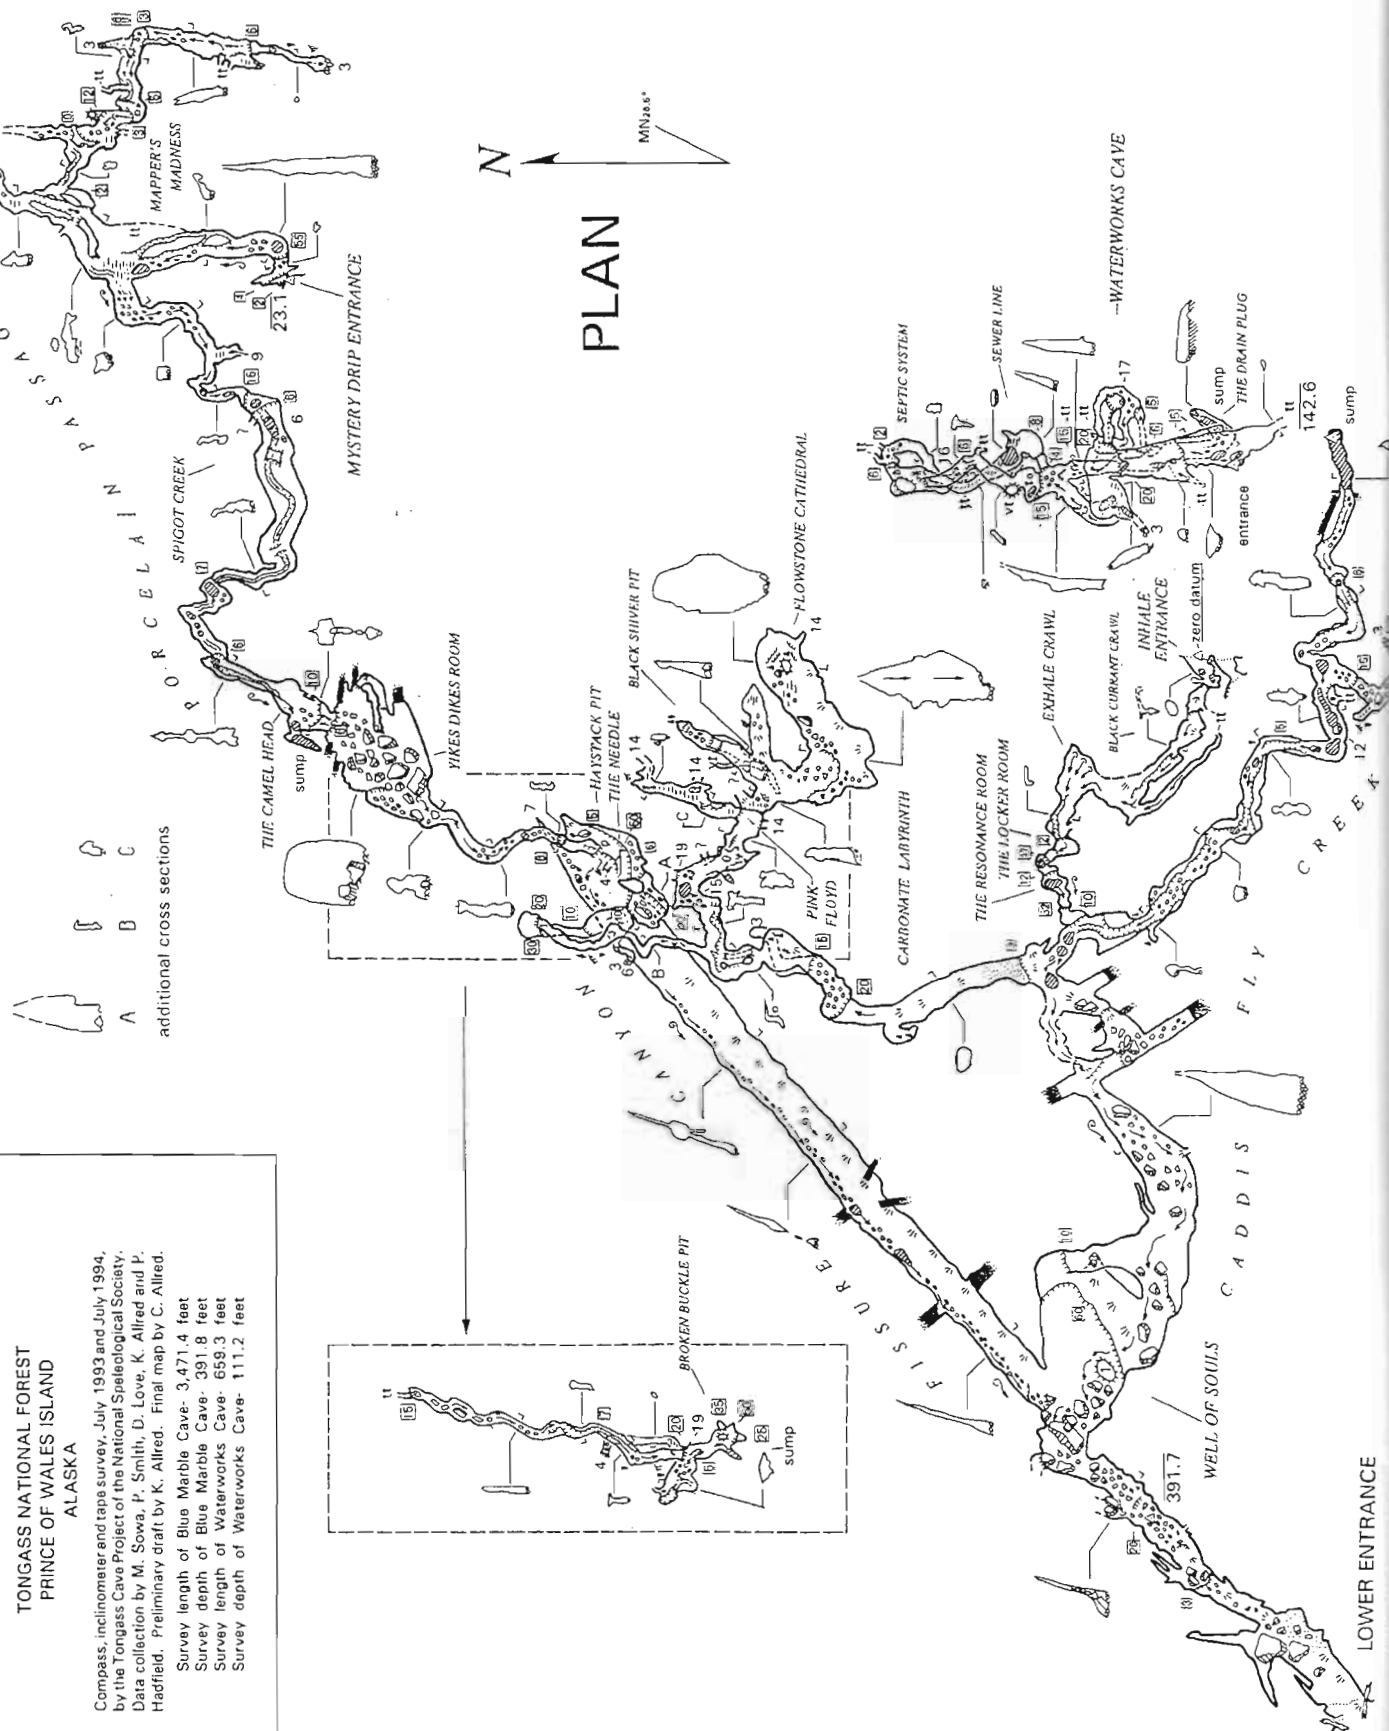 TONGASS NATIONAL FOREST
PRINCE OF WALES ISLAND
ALASKA
Compass, inclinometer and tape survey, July 1993 and July 1994,
by the Tongass Cave Project of the National Speleological Society.
Data collection by M. Sowa, P. Smith, D. Love, K. Allred and P.
Hadfield. Preliminary draft by K. Allred. Final map by C. Allred.
Survey length of Blue Marble Cave- 3,471.4 feet
Survey depth of Blue Marble Cave- 391.8 feet
Survey length of Waterworks Cave- 659.3 feet
Survey depth of Waterworks Cave- 111.2 feet
A B C
additional cross sections
PLAN
N
MN28.6°
MAPPER'S
MADNESS
MYSTERY DRIP ENTRANCE
23.1
SPIGOT CREEK
PORCELAIN PASSAG
THE CAMEL HEAD
sump
YIKES DIKES ROOM
HAYSTACK PIT
THE NEEDLE
BLACK SHIVER PIT
FLOWSTONE CATHEDRAL
PINK
FLOYD
CARBONATE LABYRINTH
FISSURE CANYON
BROKEN BUCKLE PIT
sump
SEPTIC SYSTEM
SEWER LINE
WATERWORKS CAVE
sump
THE DRAIN PLUG
entrance
142.6
sump
EXHALE CRAWL
BLACK CURRANT CRAWL
INHALE
ENTRANCE
zero datum
THE RESONANCE ROOM
THE LOCKER ROOM
CADDIS FLY CREEK
WELL OF SOULS
391.7
LOWER ENTRANCE